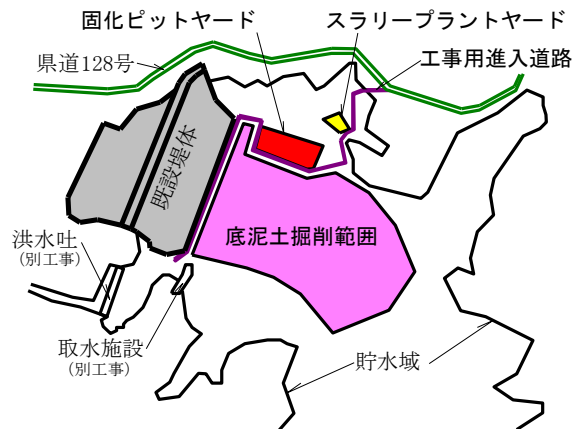 固化ピットヤード
スラリープラントヤード
県道128号
工事用進入道路
既設堤体
底泥土掘削範囲
洪水吐
(別工事)
取水施設
(別工事)
貯水域